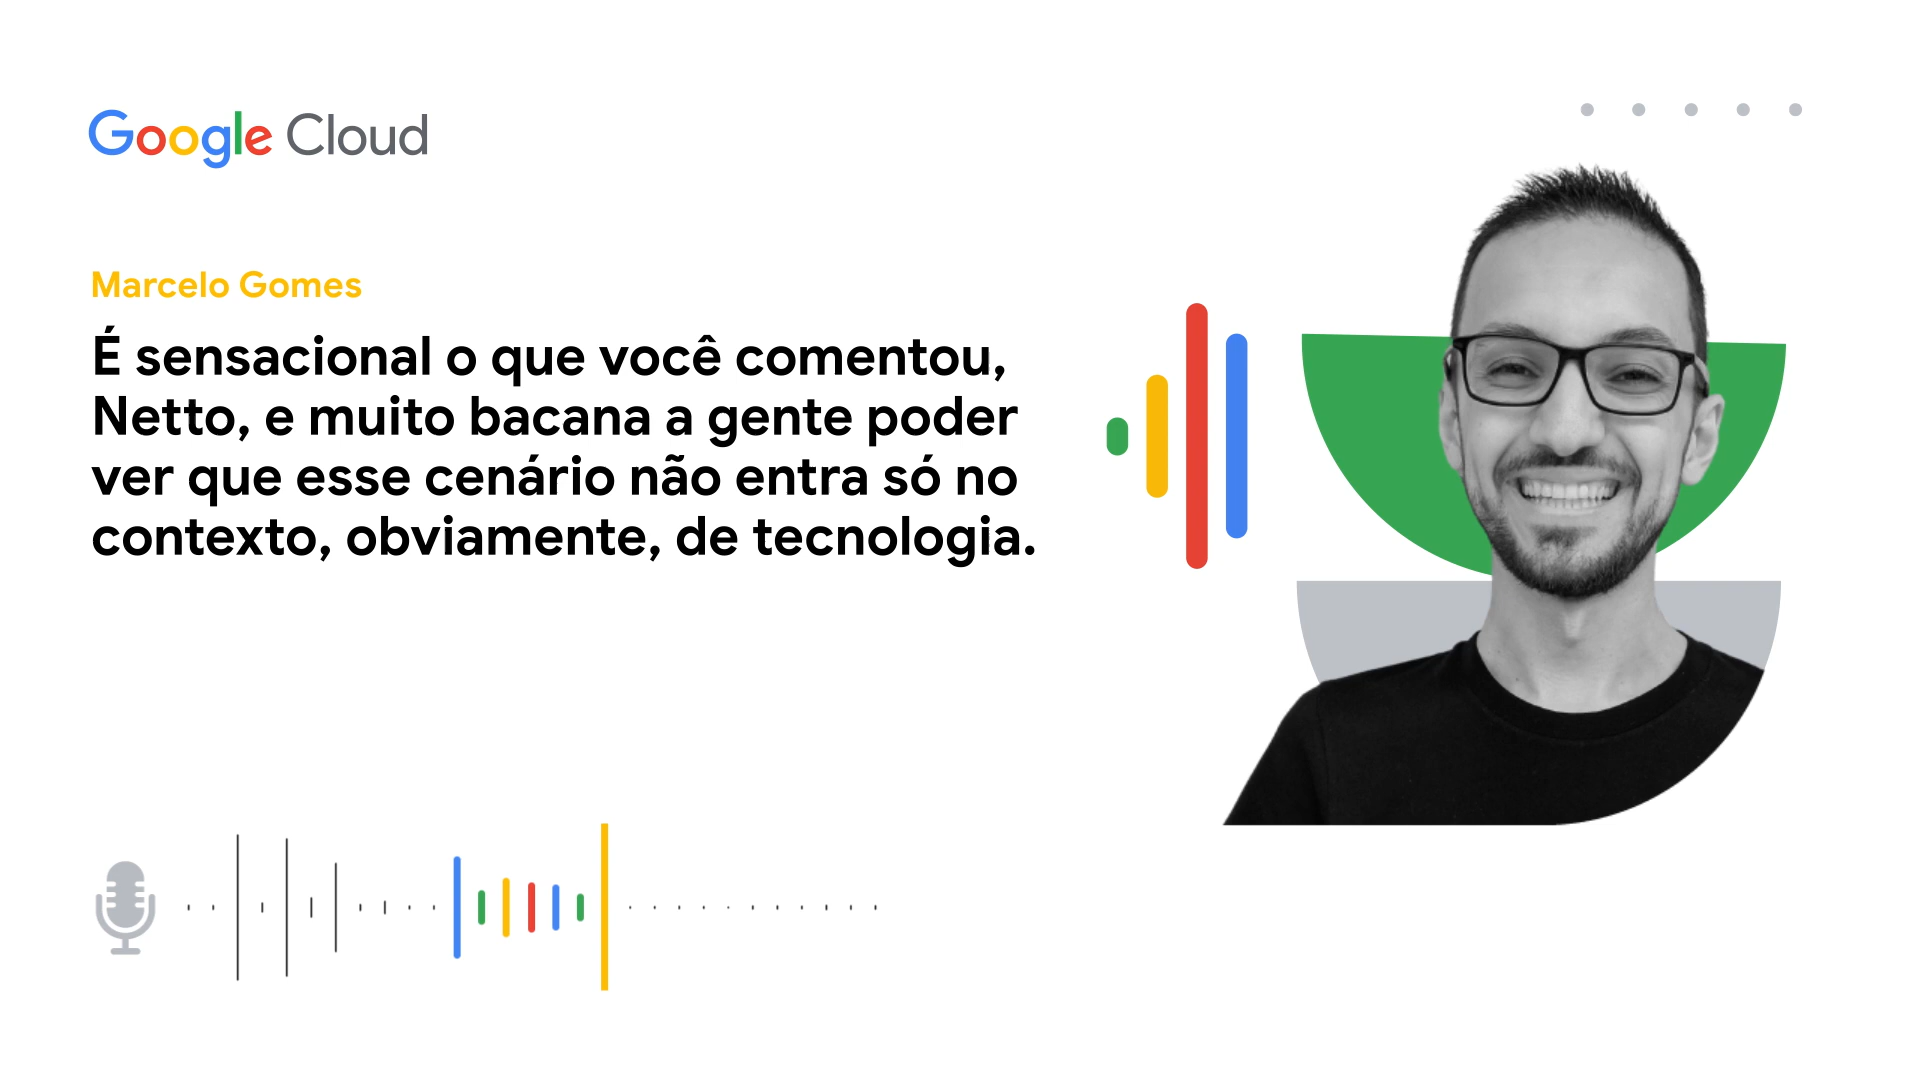 Google Cloud
Marcelo Gomes
É sensacional o que você comentou,
Netto, e muito bacana a gente poder
ver que esse cenário não entra só no
contexto, obviamente, de tecnologia.